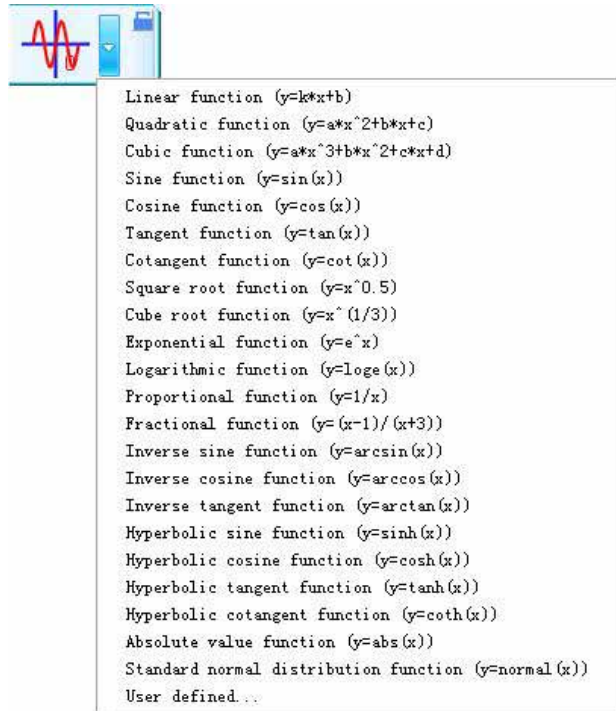 Linear function (y=k*x+b)
Quadratic function (y=a*x^2+b*x+c)
Cubic function (y=a*x^3+b*x^2+c*x+d)
Sine function (y=sin(x))
Cosine function (y=cos(x))
Tangent function (y=tan(x))
Cotangent function (y=cot(x))
Square root function (y=x^0.5)
Cube root function (y=x^(1/3))
Exponential function (y=e^x)
Logarithmic function (y=loge(x))
Proportional function (y=1/x)
Fractional function (y=(x-1)/(x+3))
Inverse sine function (y=arcsin(x))
Inverse cosine function (y=arccos(x))
Inverse tangent function (y=arctan(x))
Hyperbolic sine function (y=sinh(x))
Hyperbolic cosine function (y=cosh(x))
Hyperbolic tangent function (y=tanh(x))
Hyperbolic cotangent function (y=coth(x))
Absolute value function (y=abs(x))
Standard normal distribution function (y=normal(x))
User defined...